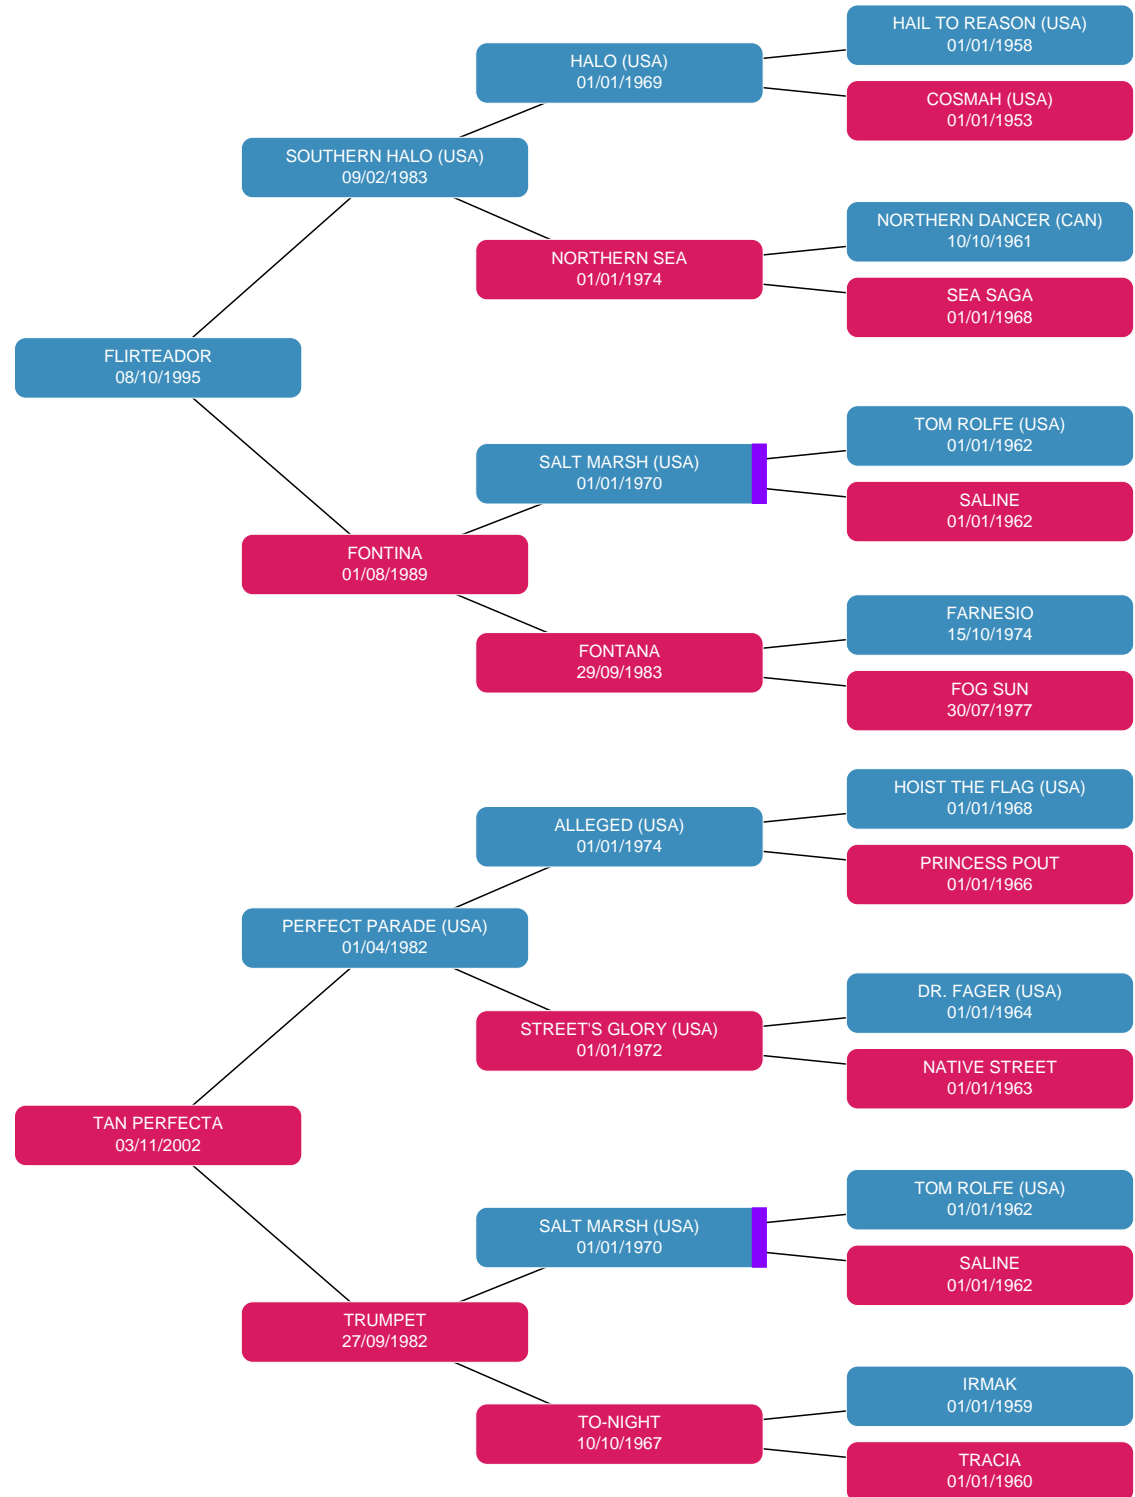 HAIL TO REASON (USA)
01/01/1958
HALO (USA)
01/01/1969
COSMAH (USA)
01/01/1953
SOUTHERN HALO (USA)
09/02/1983
NORTHERN DANCER (CAN)
10/10/1961
NORTHERN SEA
01/01/1974
SEA SAGA
01/01/1968
FLIRTEADOR
08/10/1995
TOM ROLFE (USA)
01/01/1962
SALT MARSH (USA)
01/01/1970
SALINE
01/01/1962
FONTINA
01/08/1989
FARNESIO
15/10/1974
FONTANA
29/09/1983
FOG SUN
30/07/1977
HOIST THE FLAG (USA)
01/01/1968
ALLEGED (USA)
01/01/1974
PRINCESS POUT
01/01/1966
PERFECT PARADE (USA)
01/04/1982
DR. FAGER (USA)
01/01/1964
STREET'S GLORY (USA)
01/01/1972
NATIVE STREET
01/01/1963
TAN PERFECTA
03/11/2002
TOM ROLFE (USA)
01/01/1962
SALT MARSH (USA)
01/01/1970
SALINE
01/01/1962
TRUMPET
27/09/1982
IRMAK
01/01/1959
TO-NIGHT
10/10/1967
TRACIA
01/01/1960